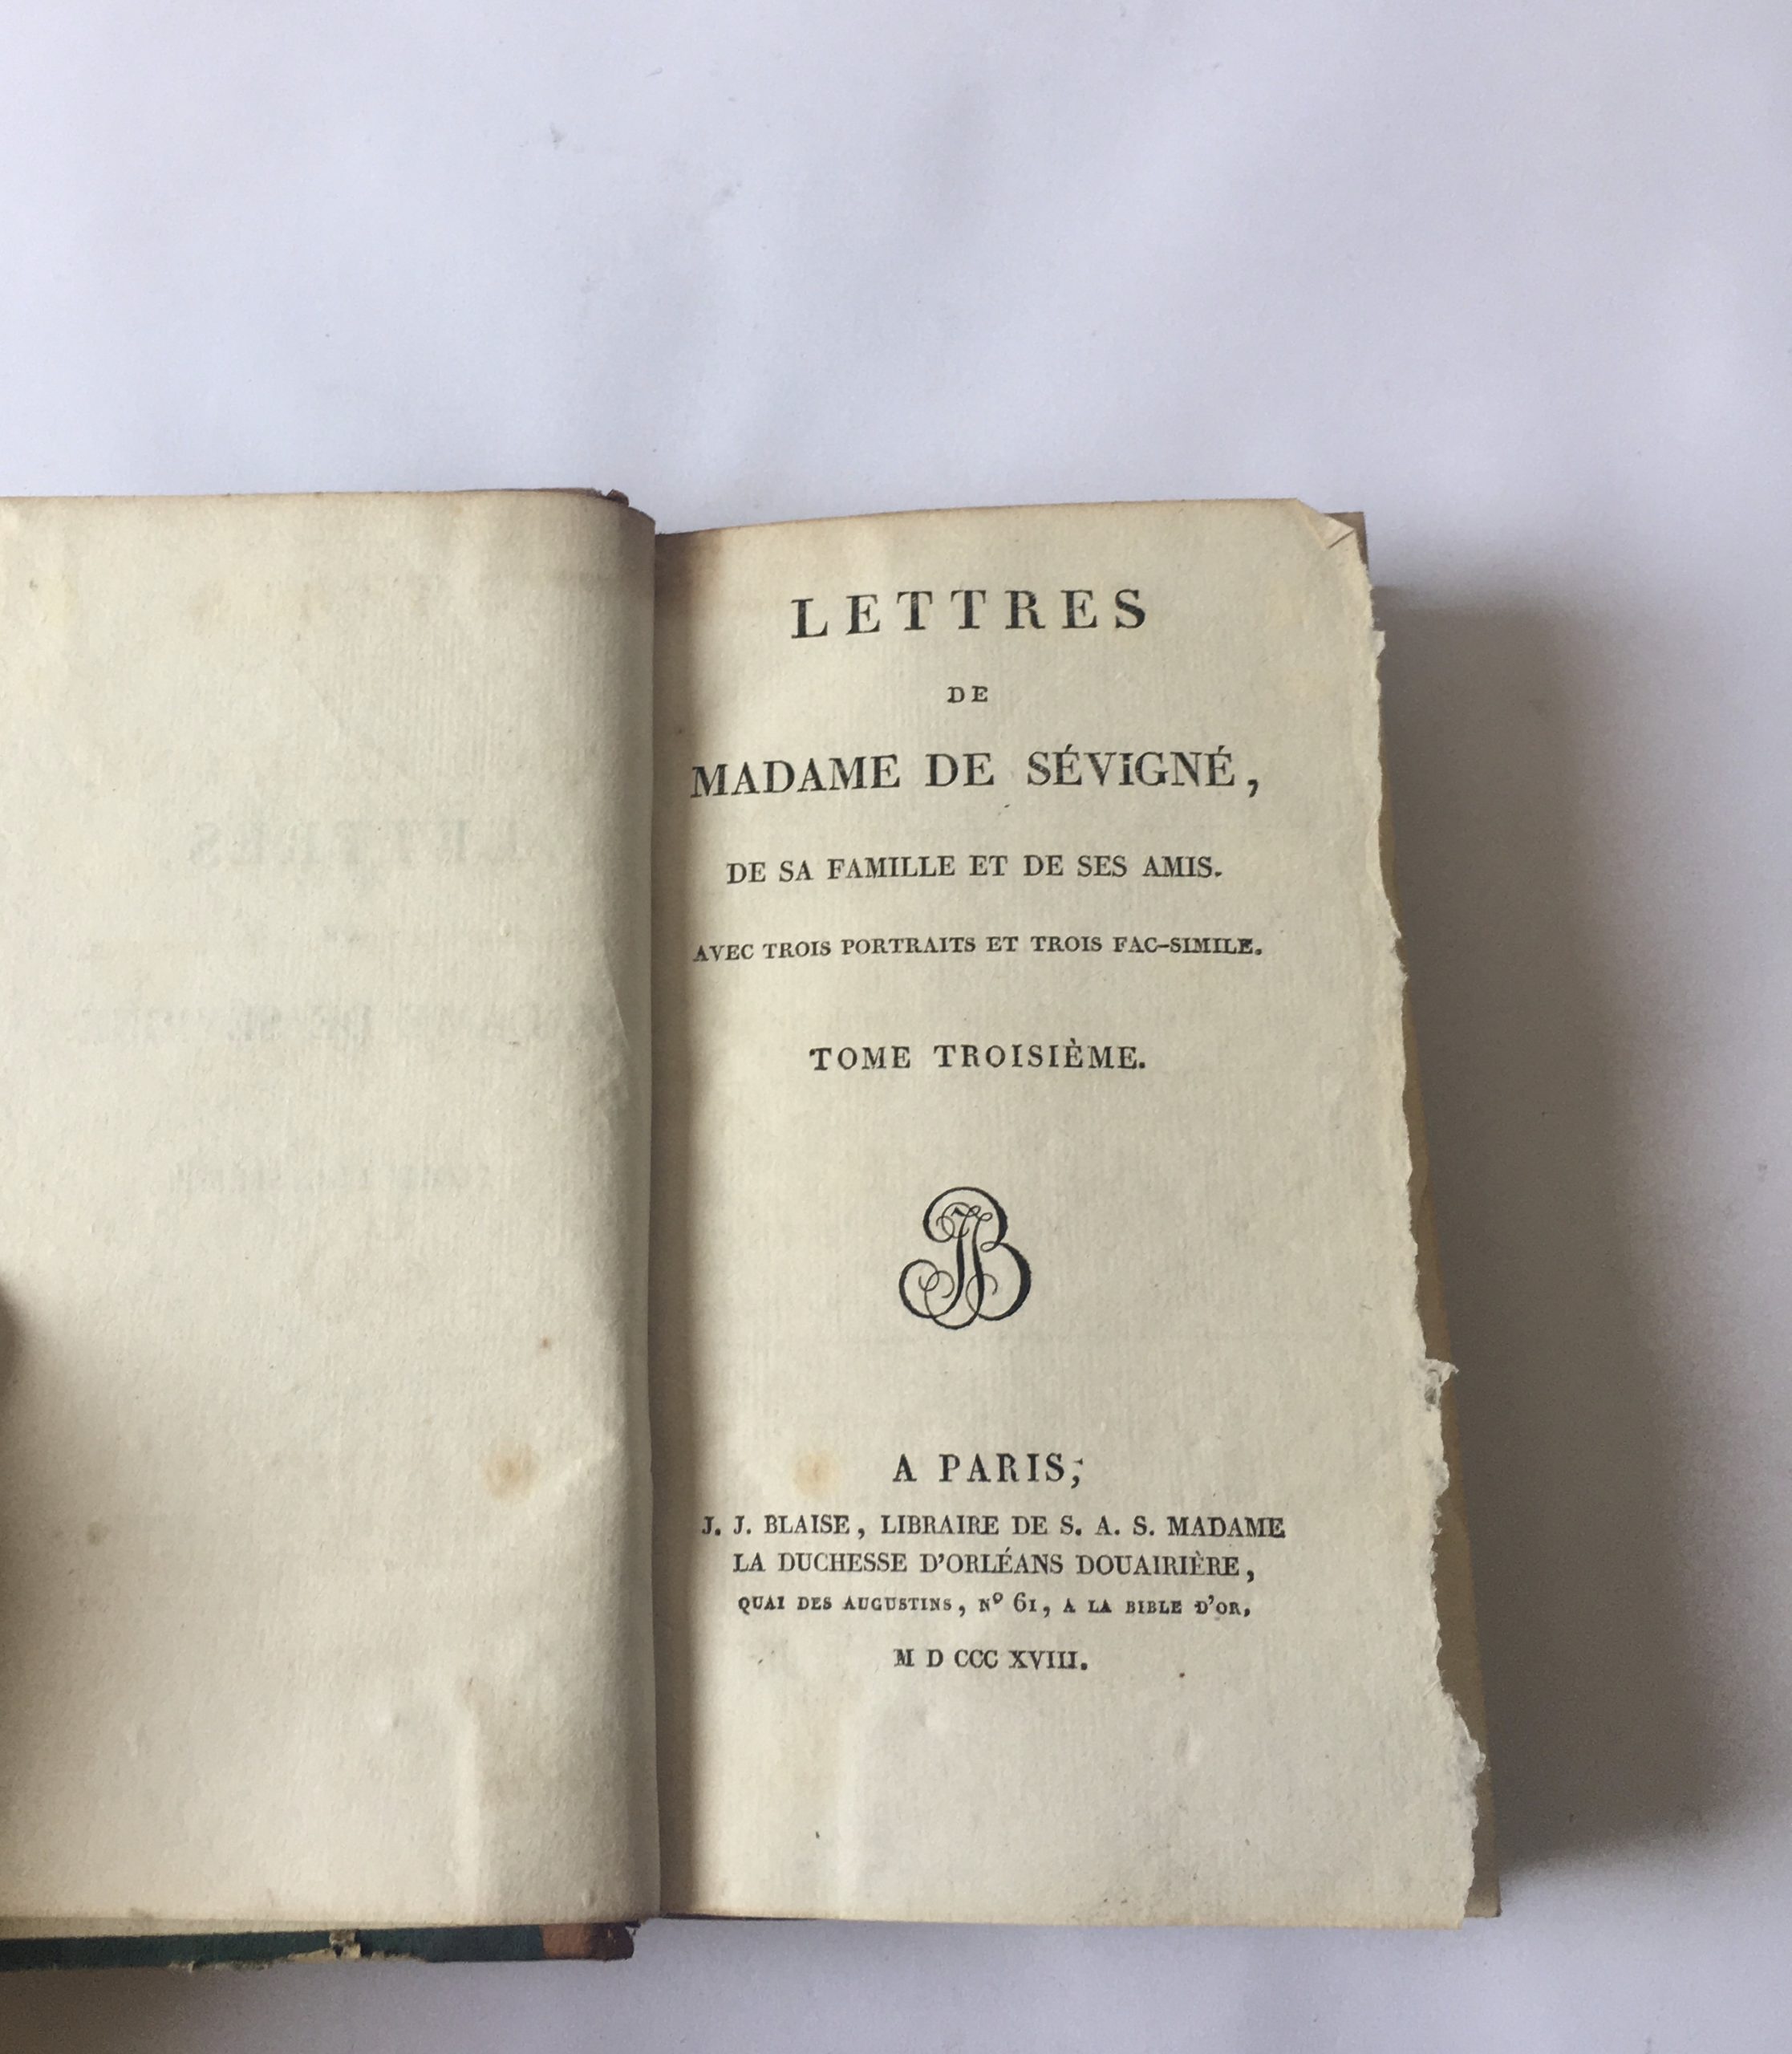 LETTRES
DE
MADAME DE SÉVIGNÉ,
DE SA FAMILLE ET DE SES AMIS.
AVEC TROIS PORTRAITS ET TROIS FAC-SIMILE.
TOME TROISIÈME.
JB
A PARIS,
J. J. BLAISE, LIBRAIRE DE S. A. S. MADAME
LA DUCHESSE D'ORLÉANS DOUAIRIÈRE,
QUAI DES AUGUSTINS, Nº 61, A LA BIBLE D'OR,
M D CCC XVIII.